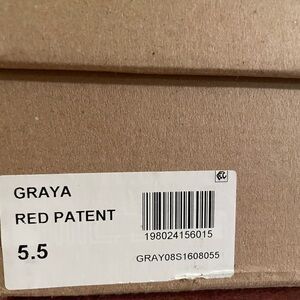 GRAYA
RED PATENT
5.5
198024156015
GRAY08S1608055